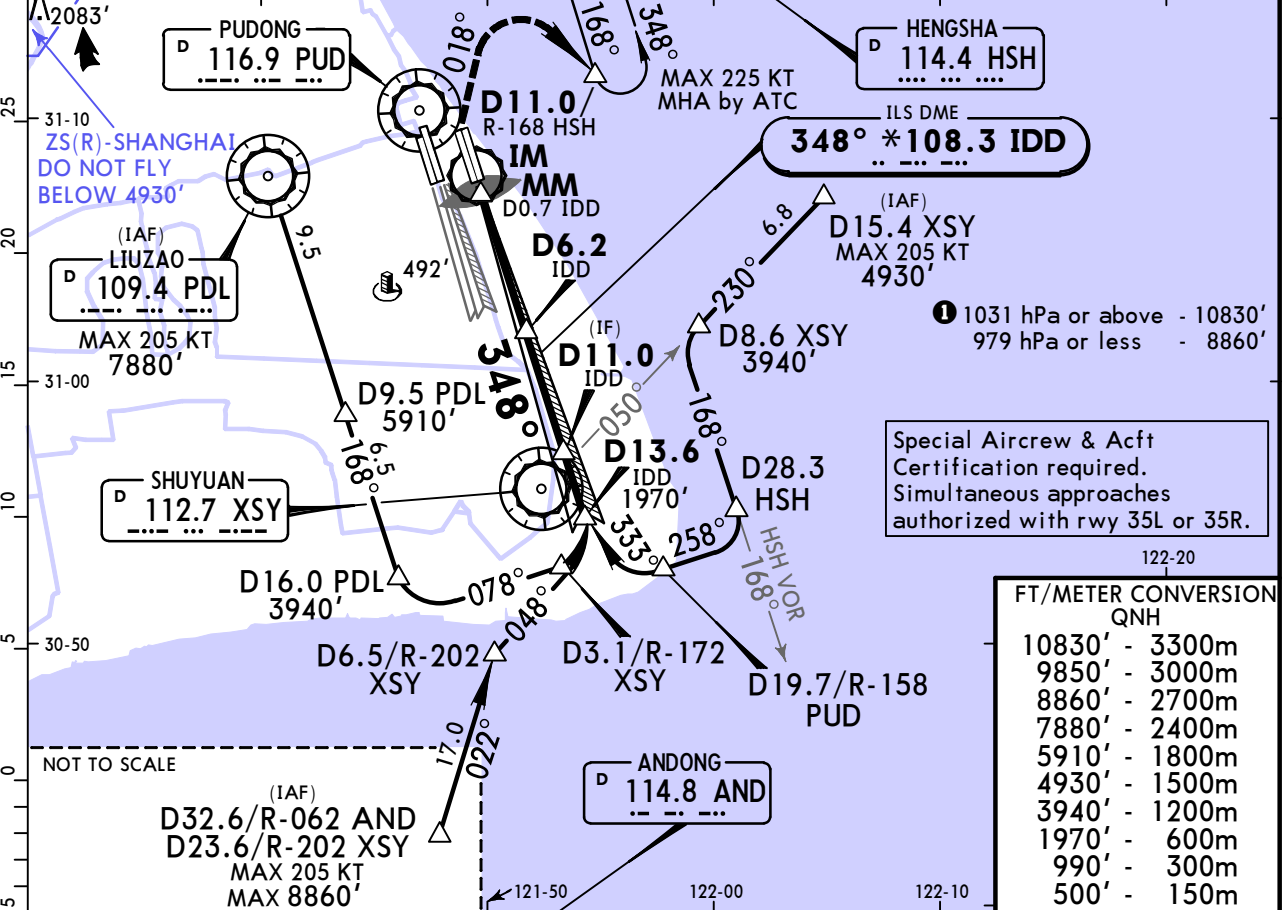 2083′
PUDONG
D 116.9 PUD
018°
168°
348°
MAX 225 KT
MHA by ATC
HENGSHA
D 114.4 HSH
25
31-10
ZS(R)-SHANGHAI
DO NOT FLY
BELOW 4930′
D11.0
R-168 HSH
ILS DME
348° *108.3 IDD
IM
MM
D0.7 IDD
(IAF)
LIUZAO
D 109.4 PDL
MAX 205 KT
7880′
9.5
20
492′
D6.2
IDD
6.8
(IAF)
D15.4 XSY
MAX 205 KT
4930′
230°
1 1031 hPa or above - 10830′
979 hPa or less - 8860′
D8.6 XSY
3940′
(IF)
D11.0
IDD
348°
050°
15
31-00
D9.5 PDL
5910′
6.5
168°
168°
D13.6
IDD
1970′
D28.3
HSH
Special Aircrew & Acft
Certification required.
Simultaneous approaches
authorized with rwy 35L or 35R.
SHUYUAN
D 112.7 XSY
10
333°
258°
HSH VOR
168°
122-20
D16.0 PDL
3940′
078°
048°
5
30-50
D6.5/R-202
XSY
D3.1/R-172
XSY
D19.7/R-158
PUD
FT/METER CONVERSION
QNH
10830′ - 3300m
9850′ - 3000m
8860′ - 2700m
7880′ - 2400m
5910′ - 1800m
4930′ - 1500m
3940′ - 1200m
1970′ - 600m
990′ - 300m
500′ - 150m
17.0
022°
0
NOT TO SCALE
(IAF)
D32.6/R-062 AND
D23.6/R-202 XSY
MAX 205 KT
MAX 8860′
ANDONG
D 114.8 AND
5
121-50
122-00
122-10